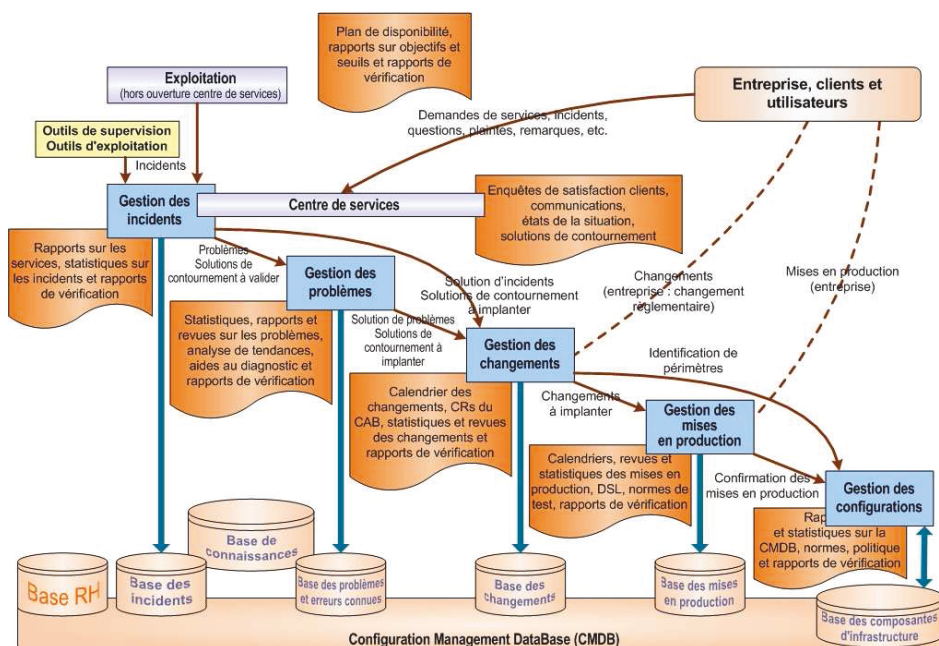 Plan de disponibilité,
rapports sur objectifs et
seuils et rapports de
vérification
Exploitation
(hors ouverture centre de services)
Entreprise, clients et
utilisateurs
Demandes de services, incidents,
questions, plaintes, remarques, etc.
Outils de supervision
Outils d'exploitation
Incidents
Gestion des
incidents
Centre de services
Enquêtes de satisfaction clients,
communications,
états de la situation,
solutions de contournement
Rapports sur les
services, statistiques sur
les incidents et rapports
de vérification
Problèmes
Solutions de
contournement à valider
Gestion des
problèmes
Solution d'incidents
Solutions de contournement
à implanter
Changements
(entreprise : changement
règlementaire)
Mises en production
(entreprise)
Statistiques, rapports et
revues sur les problèmes,
analyse de tendances,
aides au diagnostic et
rapports de vérification
Solution de problèmes
Solutions de
contournement à
implanter
Gestion des
changements
Identification de
périmètres
Calendrier des
changements, CRs du
CAB, statistiques et revues
des changements et
rapports de vérification
Changements
à implanter
Gestion des
mises
en production
Calendriers, revues et
statistiques des mises en
production, DSL, normes de
test, rapports de vérification
Confirmation des
mises en production
Gestion des
configurations
Rap
et statistiques sur la
CMDB, normes, politique
et rapports de vérification
Base de
connaissances
Base RH
Base des
incidents
Base des problèmes
et erreurs connues
Base des
changements
Base des mises
en production
Base des composantes
d'infrastructure
Configuration Management DataBase (CMDB)